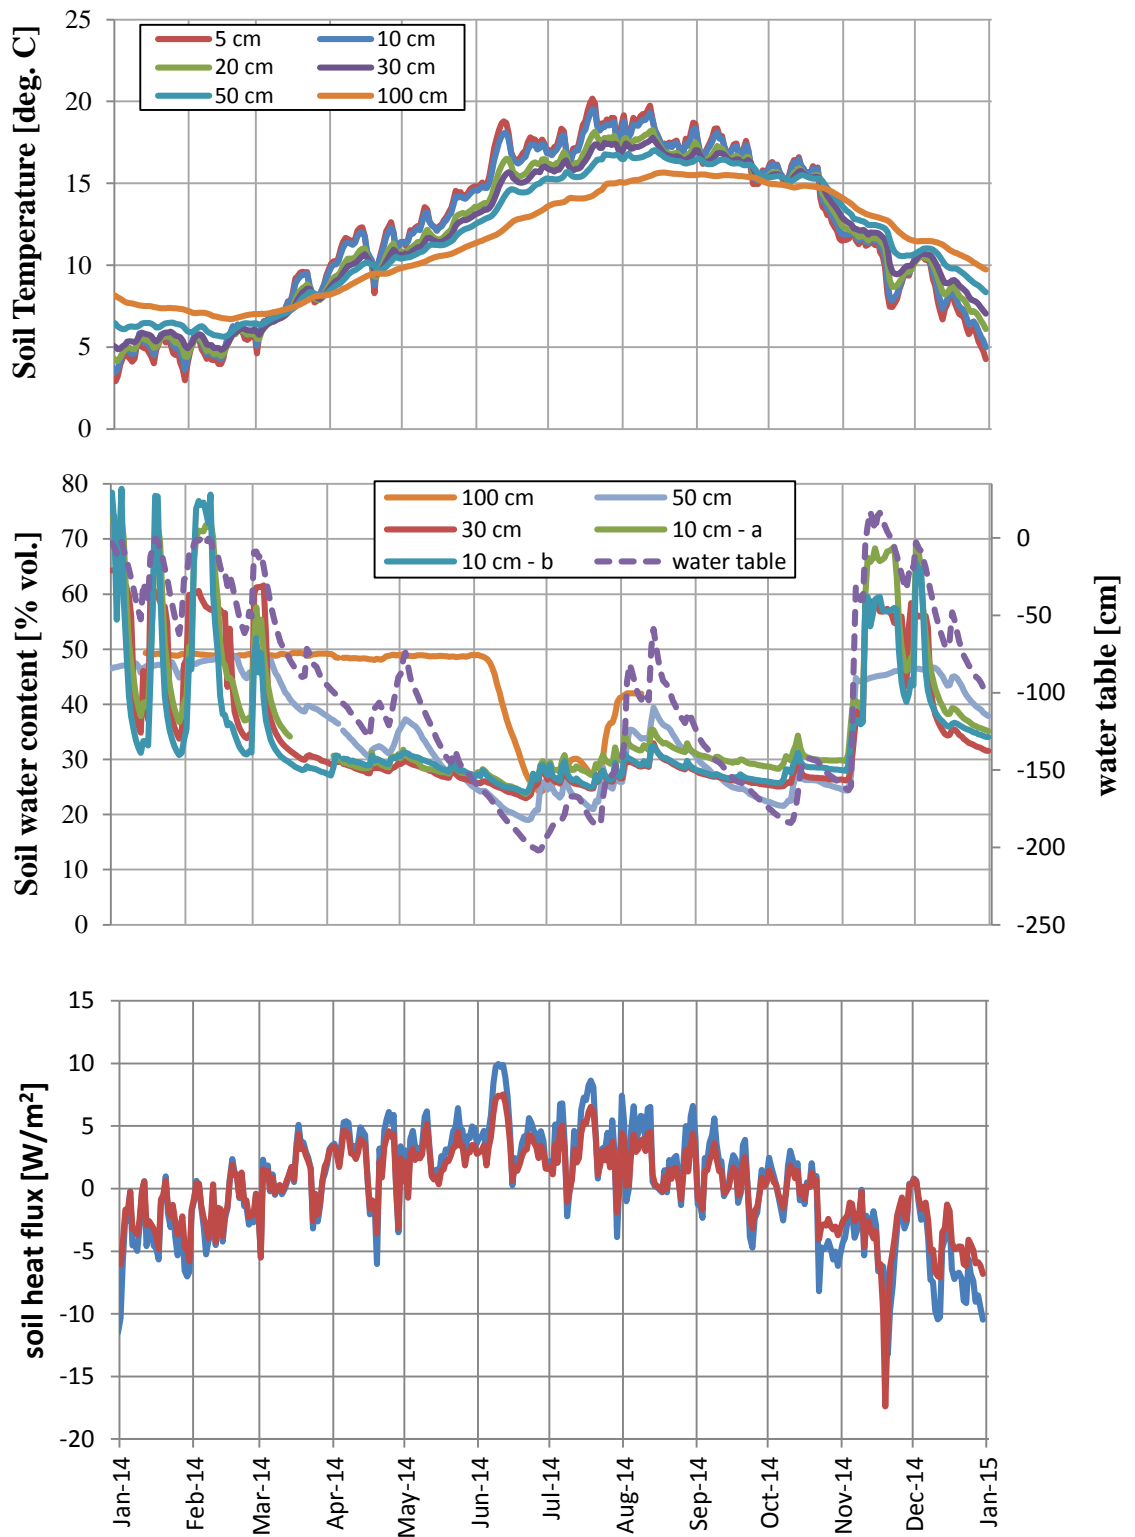 Soil Temperature [deg. C]
25
20
15
10
5
0
5 cm 10 cm
20 cm 30 cm
50 cm 100 cm
Soil water content [% vol.]
80
70
60
50
40
30
20
10
0
100 cm 50 cm
30 cm 10 cm - a
10 cm - b water table
0
-50
-100
-150
-200
-250
water table [cm]
soil heat flux [W/m²]
15
10
5
0
-5
-10
-15
-20
Jan-14 Feb-14 Mar-14 Apr-14 May-14 Jun-14 Jul-14 Aug-14 Sep-14 Oct-14 Nov-14 Dec-14 Jan-15